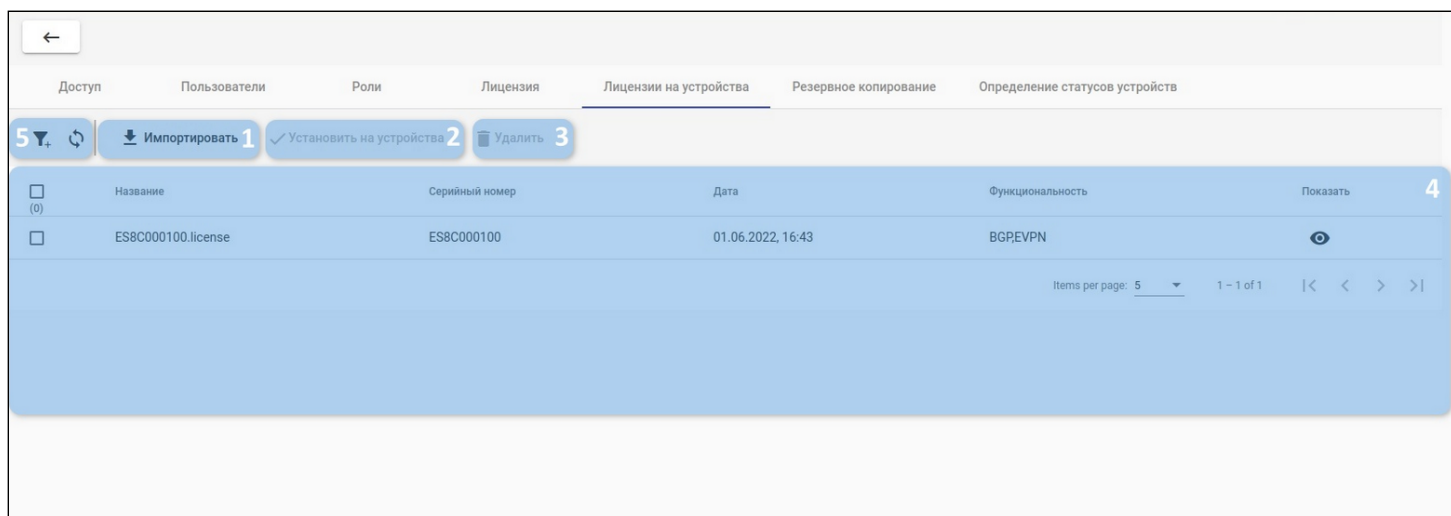 Доступ Пользователи Роли Лицензия Лицензии на устройства Резервное копирование Определение статусов устройств
5 Импортировать 1 Установить на устройства 2 Удалить 3
Название Серийный номер Дата Функциональность Показать 4
(0)
ES8C000100.license ES8C000100 01.06.2022, 16:43 BGP,EVPN
Items per page: 5 1 – 1 of 1